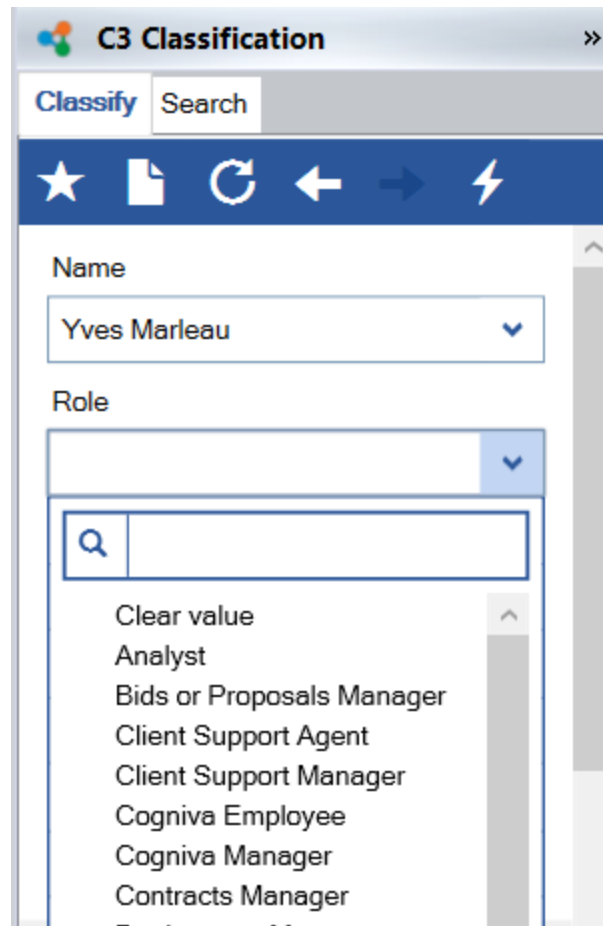 C3 Classification »
Classify Search
Name
Yves Marleau
Role
Clear value
Analyst
Bids or Proposals Manager
Client Support Agent
Client Support Manager
Cogniva Employee
Cogniva Manager
Contracts Manager